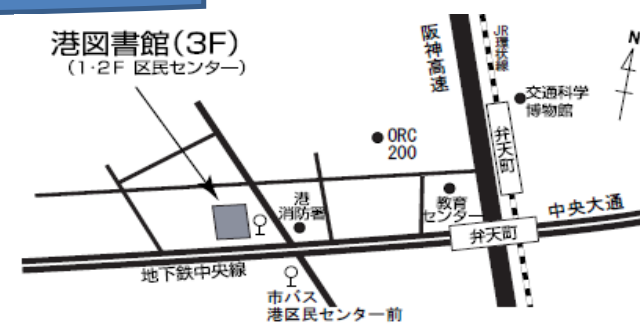 港図書館(3F)
(1・2F 区民センター)
阪神高速
JR環状線
N
交通科学
博物館
弁天町
ORC
200
港
消防署
教育
センター
中央大通
弁天町
地下鉄中央線
市バス
港区民センター前